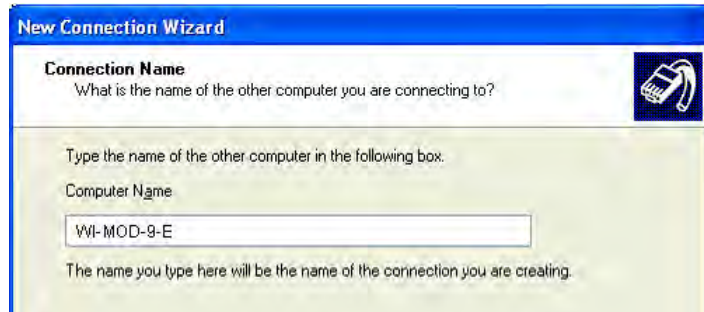 New Connection Wizard
Connection Name
What is the name of the other computer you are connecting to?
Type the name of the other computer in the following box.
Computer Name
WI-MOD-9-E
The name you type here will be the name of the connection you are creating.